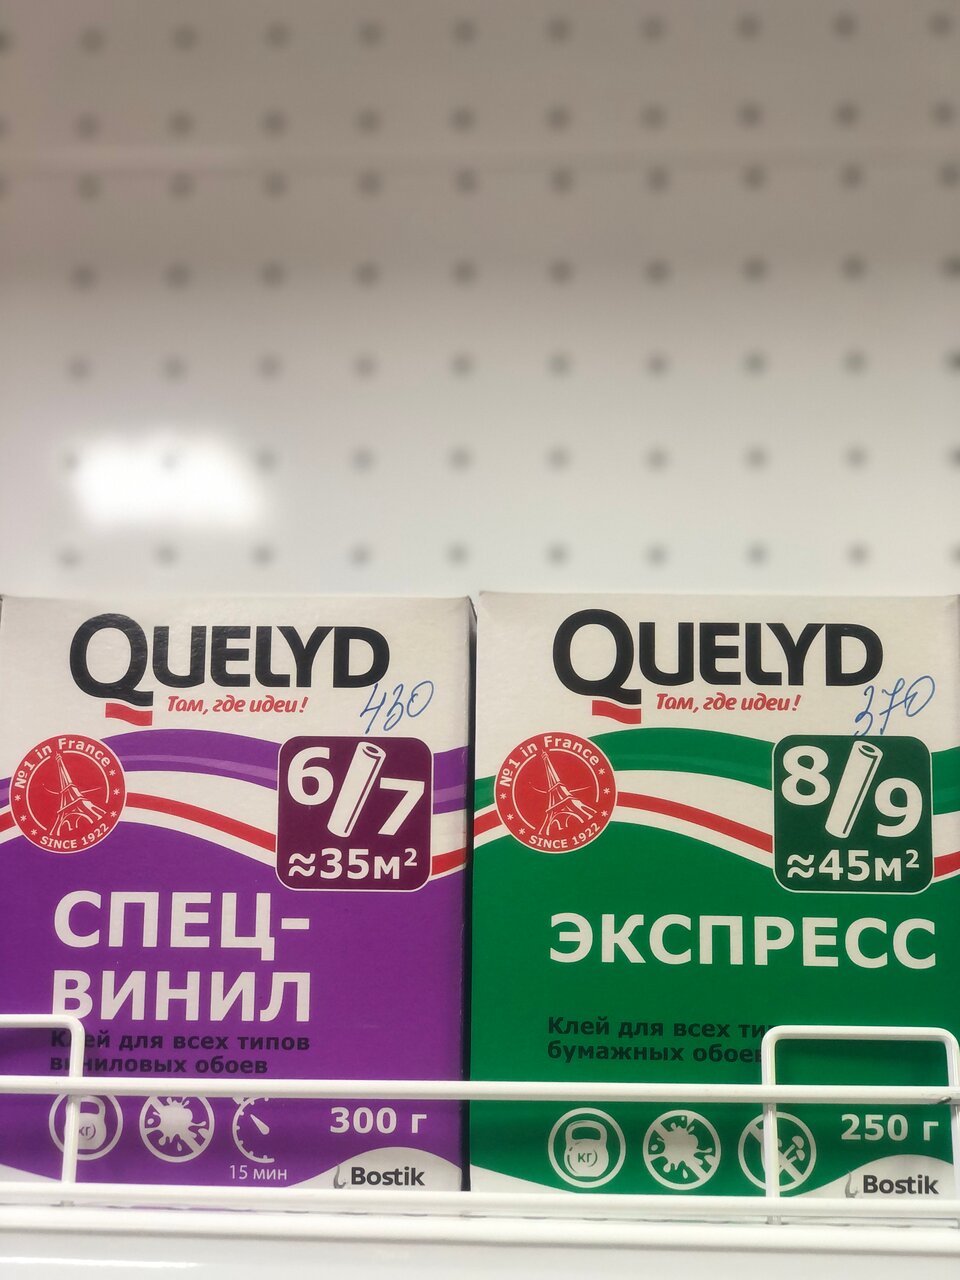 QUELYD
Там, где идеи!
430
№1 in France
SINCE 1922
6/7
≈35м²
СПЕЦ-
ВИНИЛ
Клей для всех типов
виниловых обоев
кг
15 мин
300 г
Bostik
QUELYD
Там, где идеи!
370
№1 in France
SINCE 1922
8/9
≈45м²
ЭКСПРЕСС
Клей для всех ти
бумажных обоев
кг
250 г
Bostik